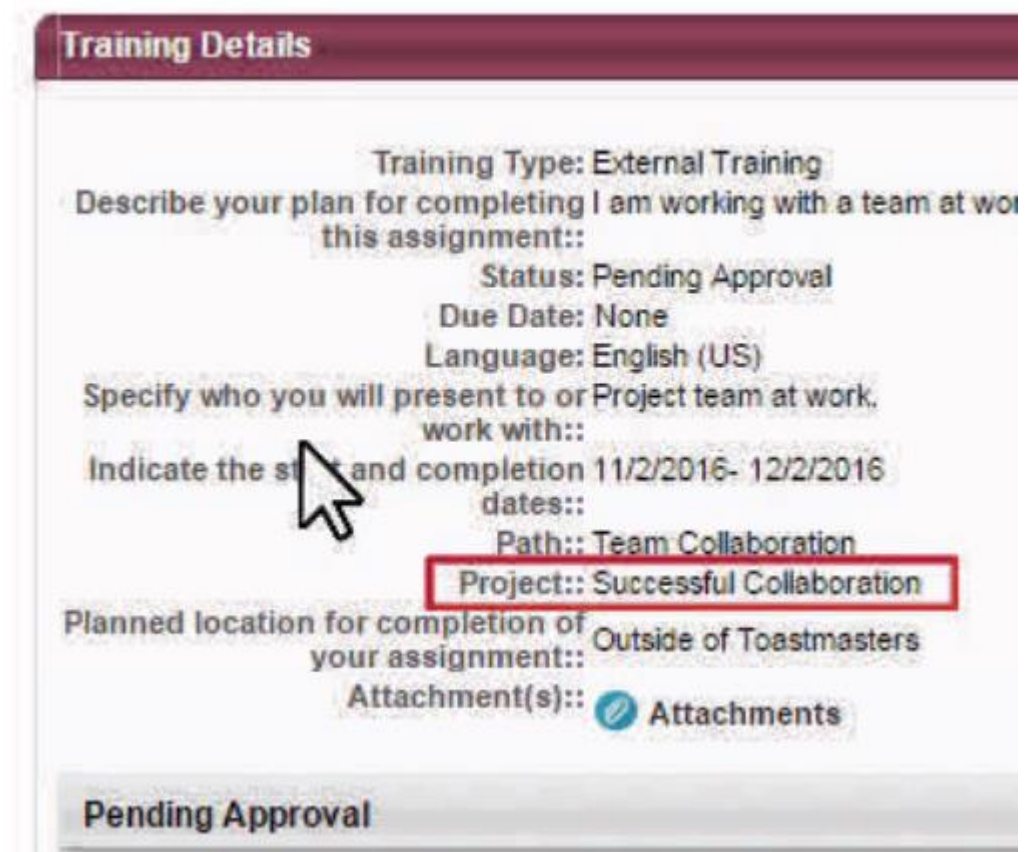 Training Details
Training Type: External Training
Describe your plan for completing I am working with a team at
this assignment::
Status: Pending Approval
Due Date: None
Language: English (US)
Specify who you will present to or Project team at work.
work with::
Indicate the and completion 11/2/2016- 12/2/2016
dates::
Path:: Team Collaboration
Project:: Successful Collaboration
Planned location for completion of
your assignment:: Outside of Toastmasters
Attachment(s):: Attachments
Pending Approval